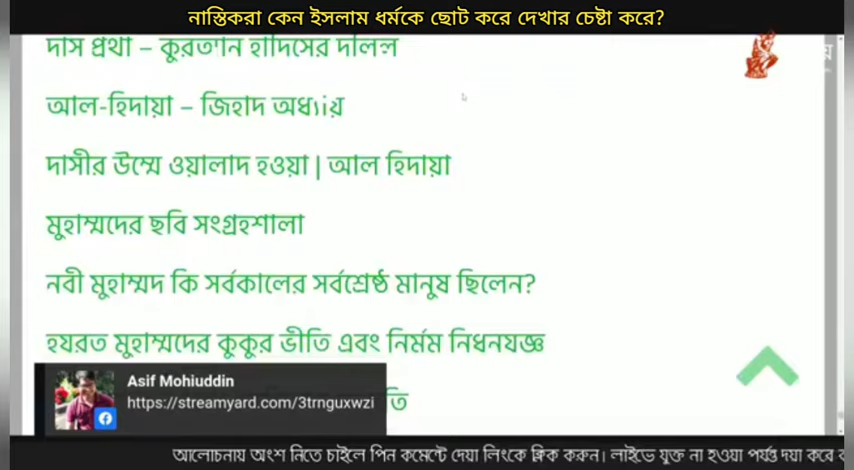 নাস্তিকরা কেন ইসলাম ধর্মকে ছোট করে দেখার চেষ্টা করে?
দাস প্রথা – কুরআন হাদিসের দলিল
আল-হিদায়া – জিহাদ অধ্যায়
দাসীর উম্মে ওয়ালাদ হওয়া | আল হিদায়া
মুহাম্মদের ছবি সংগ্রহশালা
নবী মুহাম্মদ কি সর্বকালের সর্বশ্রেষ্ঠ মানুষ ছিলেন?
হযরত মুহাম্মদের কুকুর ভীতি এবং নির্মম নিধনযজ্ঞ
Asif Mohiuddin
https://streamyard.com/3trnguxwzi
আলোচনায় অংশ নিতে চাইলে পিন কমেন্টে দেয়া লিংকে ক্লিক করুন। লাইভে যুক্ত না হওয়া পর্যন্ত দয়া করে